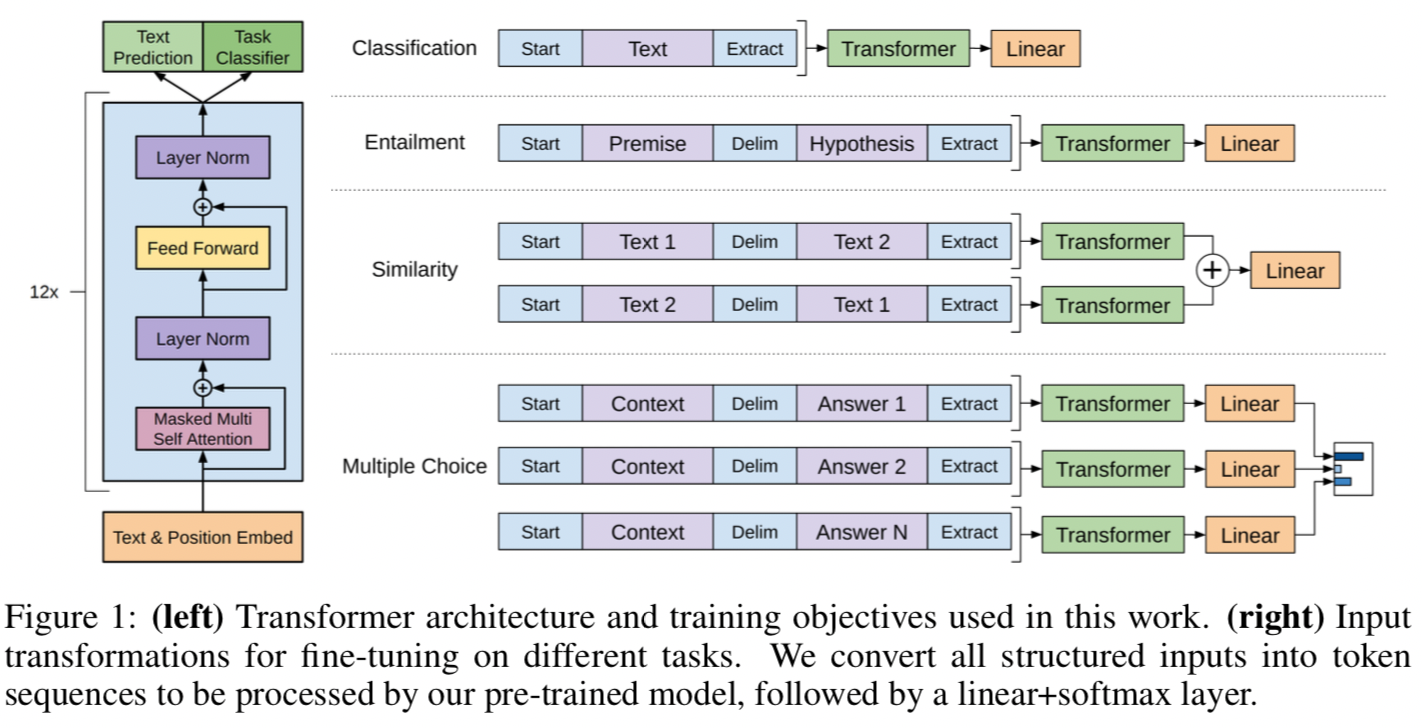 Text
Prediction
Task
Classifier
Layer Norm
Feed Forward
12x
Layer Norm
Masked Multi
Self Attention
Text & Position Embed
Classification Start Text Extract Transformer Linear
Entailment Start Premise Delim Hypothesis Extract Transformer Linear
Similarity
Start Text 1 Delim Text 2 Extract Transformer
Start Text 2 Delim Text 1 Extract Transformer
+ Linear
Multiple Choice
Start Context Delim Answer 1 Extract Transformer Linear
Start Context Delim Answer 2 Extract Transformer Linear
Start Context Delim Answer N Extract Transformer Linear
Figure 1: (left) Transformer architecture and training objectives used in this work. (right) Input
transformations for fine-tuning on different tasks. We convert all structured inputs into token
sequences to be processed by our pre-trained model, followed by a linear+softmax layer.